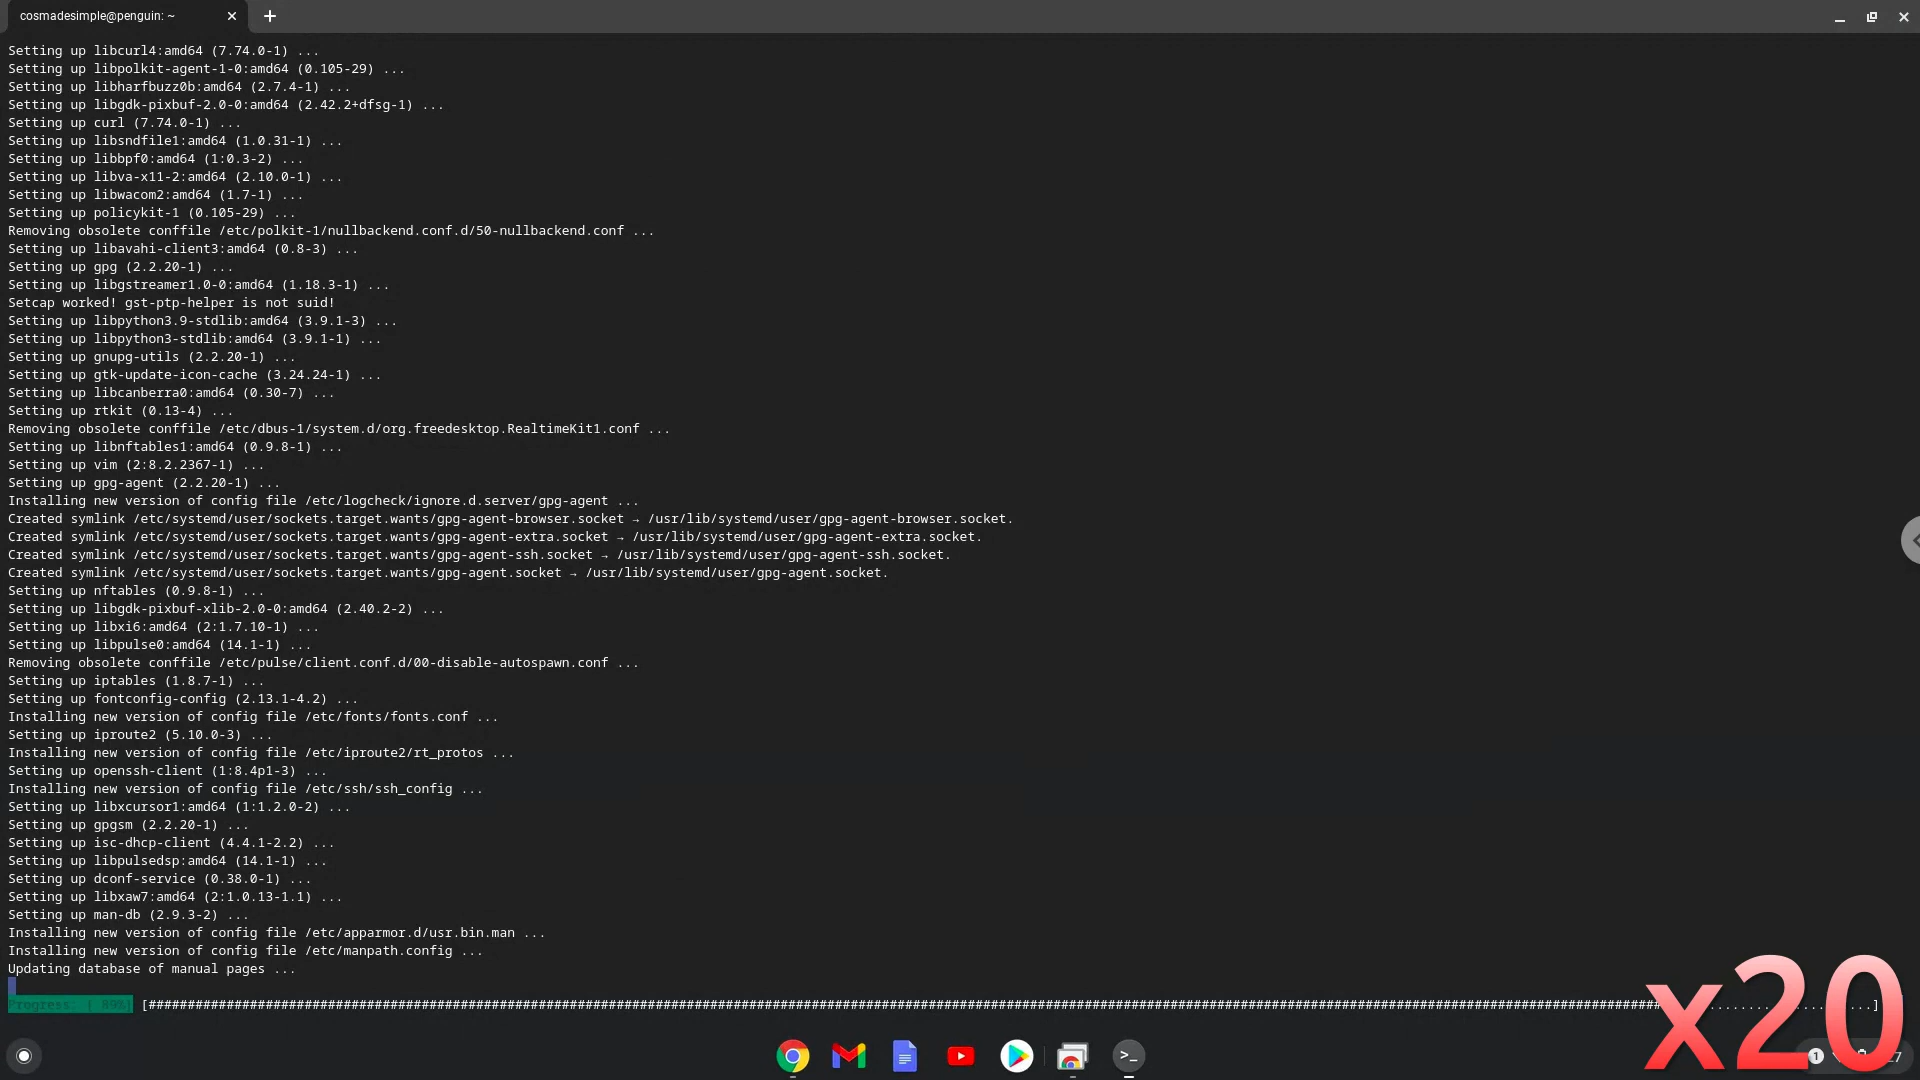 cosmadesimple@penguin: ~
Setting up libcurl4:amd64 (7.74.0-1) ...
Setting up libpolkit-agent-1-0:amd64 (0.105-29) ...
Setting up libharfbuzz0b:amd64 (2.7.4-1) ...
Setting up libgdk-pixbuf-2.0-0:amd64 (2.42.2+dfsg-1) ...
Setting up curl (7.74.0-1) ...
Setting up libsndfile1:amd64 (1.0.31-1) ...
Setting up libbpf0:amd64 (1:0.3-2) ...
Setting up libva-x11-2:amd64 (2.10.0-1) ...
Setting up libwacom2:amd64 (1.7-1) ...
Setting up policykit-1 (0.105-29) ...
Removing obsolete conffile /etc/polkit-1/nullbackend.conf.d/50-nullbackend.conf ...
Setting up libavahi-client3:amd64 (0.8-3) ...
Setting up gpg (2.2.20-1) ...
Setting up libgstreamer1.0-0:amd64 (1.18.3-1) ...
Setcap worked! gst-ptp-helper is not suid!
Setting up libpython3.9-stdlib:amd64 (3.9.1-3) ...
Setting up libpython3-stdlib:amd64 (3.9.1-1) ...
Setting up gnupg-utils (2.2.20-1) ...
Setting up gtk-update-icon-cache (3.24.24-1) ...
Setting up libcanberra0:amd64 (0.30-7) ...
Setting up rtkit (0.13-4) ...
Removing obsolete conffile /etc/dbus-1/system.d/org.freedesktop.RealtimeKit1.conf ...
Setting up libnftables1:amd64 (0.9.8-1) ...
Setting up vim (2:8.2.2367-1) ...
Setting up gpg-agent (2.2.20-1) ...
Installing new version of config file /etc/logcheck/ignore.d.server/gpg-agent ...
Created symlink /etc/systemd/user/sockets.target.wants/gpg-agent-browser.socket → /usr/lib/systemd/user/gpg-agent-browser.socket.
Created symlink /etc/systemd/user/sockets.target.wants/gpg-agent-extra.socket → /usr/lib/systemd/user/gpg-agent-extra.socket.
Created symlink /etc/systemd/user/sockets.target.wants/gpg-agent-ssh.socket → /usr/lib/systemd/user/gpg-agent-ssh.socket.
Created symlink /etc/systemd/user/sockets.target.wants/gpg-agent.socket → /usr/lib/systemd/user/gpg-agent.socket.
Setting up nftables (0.9.8-1) ...
Setting up libgdk-pixbuf-xlib-2.0-0:amd64 (2.40.2-2) ...
Setting up libxi6:amd64 (2:1.7.10-1) ...
Setting up libpulse0:amd64 (14.1-1) ...
Removing obsolete conffile /etc/pulse/client.conf.d/00-disable-autospawn.conf ...
Setting up iptables (1.8.7-1) ...
Setting up fontconfig-config (2.13.1-4.2) ...
Installing new version of config file /etc/fonts/fonts.conf ...
Setting up iproute2 (5.10.0-3) ...
Installing new version of config file /etc/iproute2/rt_protos ...
Setting up openssh-client (1:8.4p1-3) ...
Installing new version of config file /etc/ssh/ssh_config ...
Setting up libxcursor1:amd64 (1:1.2.0-2) ...
Setting up gpgsm (2.2.20-1) ...
Setting up isc-dhcp-client (4.4.1-2.2) ...
Setting up libpulsedsp:amd64 (14.1-1) ...
Setting up dconf-service (0.38.0-1) ...
Setting up libxaw7:amd64 (2:1.0.13-1.1) ...
Setting up man-db (2.9.3-2) ...
Installing new version of config file /etc/apparmor.d/usr.bin.man ...
Installing new version of config file /etc/manpath.config ...
Updating database of manual pages ...
Progress: [ 89%]
x20
1